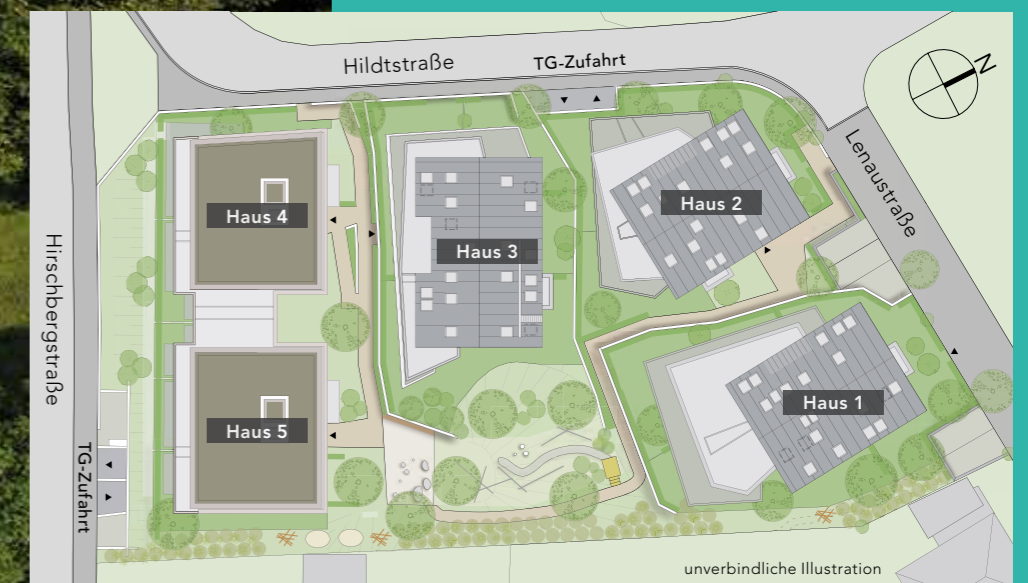 Hildtstraße
TG-Zufahrt
N
Lenaustraße
Haus 2
Haus 4
Haus 3
Hirschbergstraße
Haus 1
Haus 5
TG-Zufahrt
unverbindliche Illustration